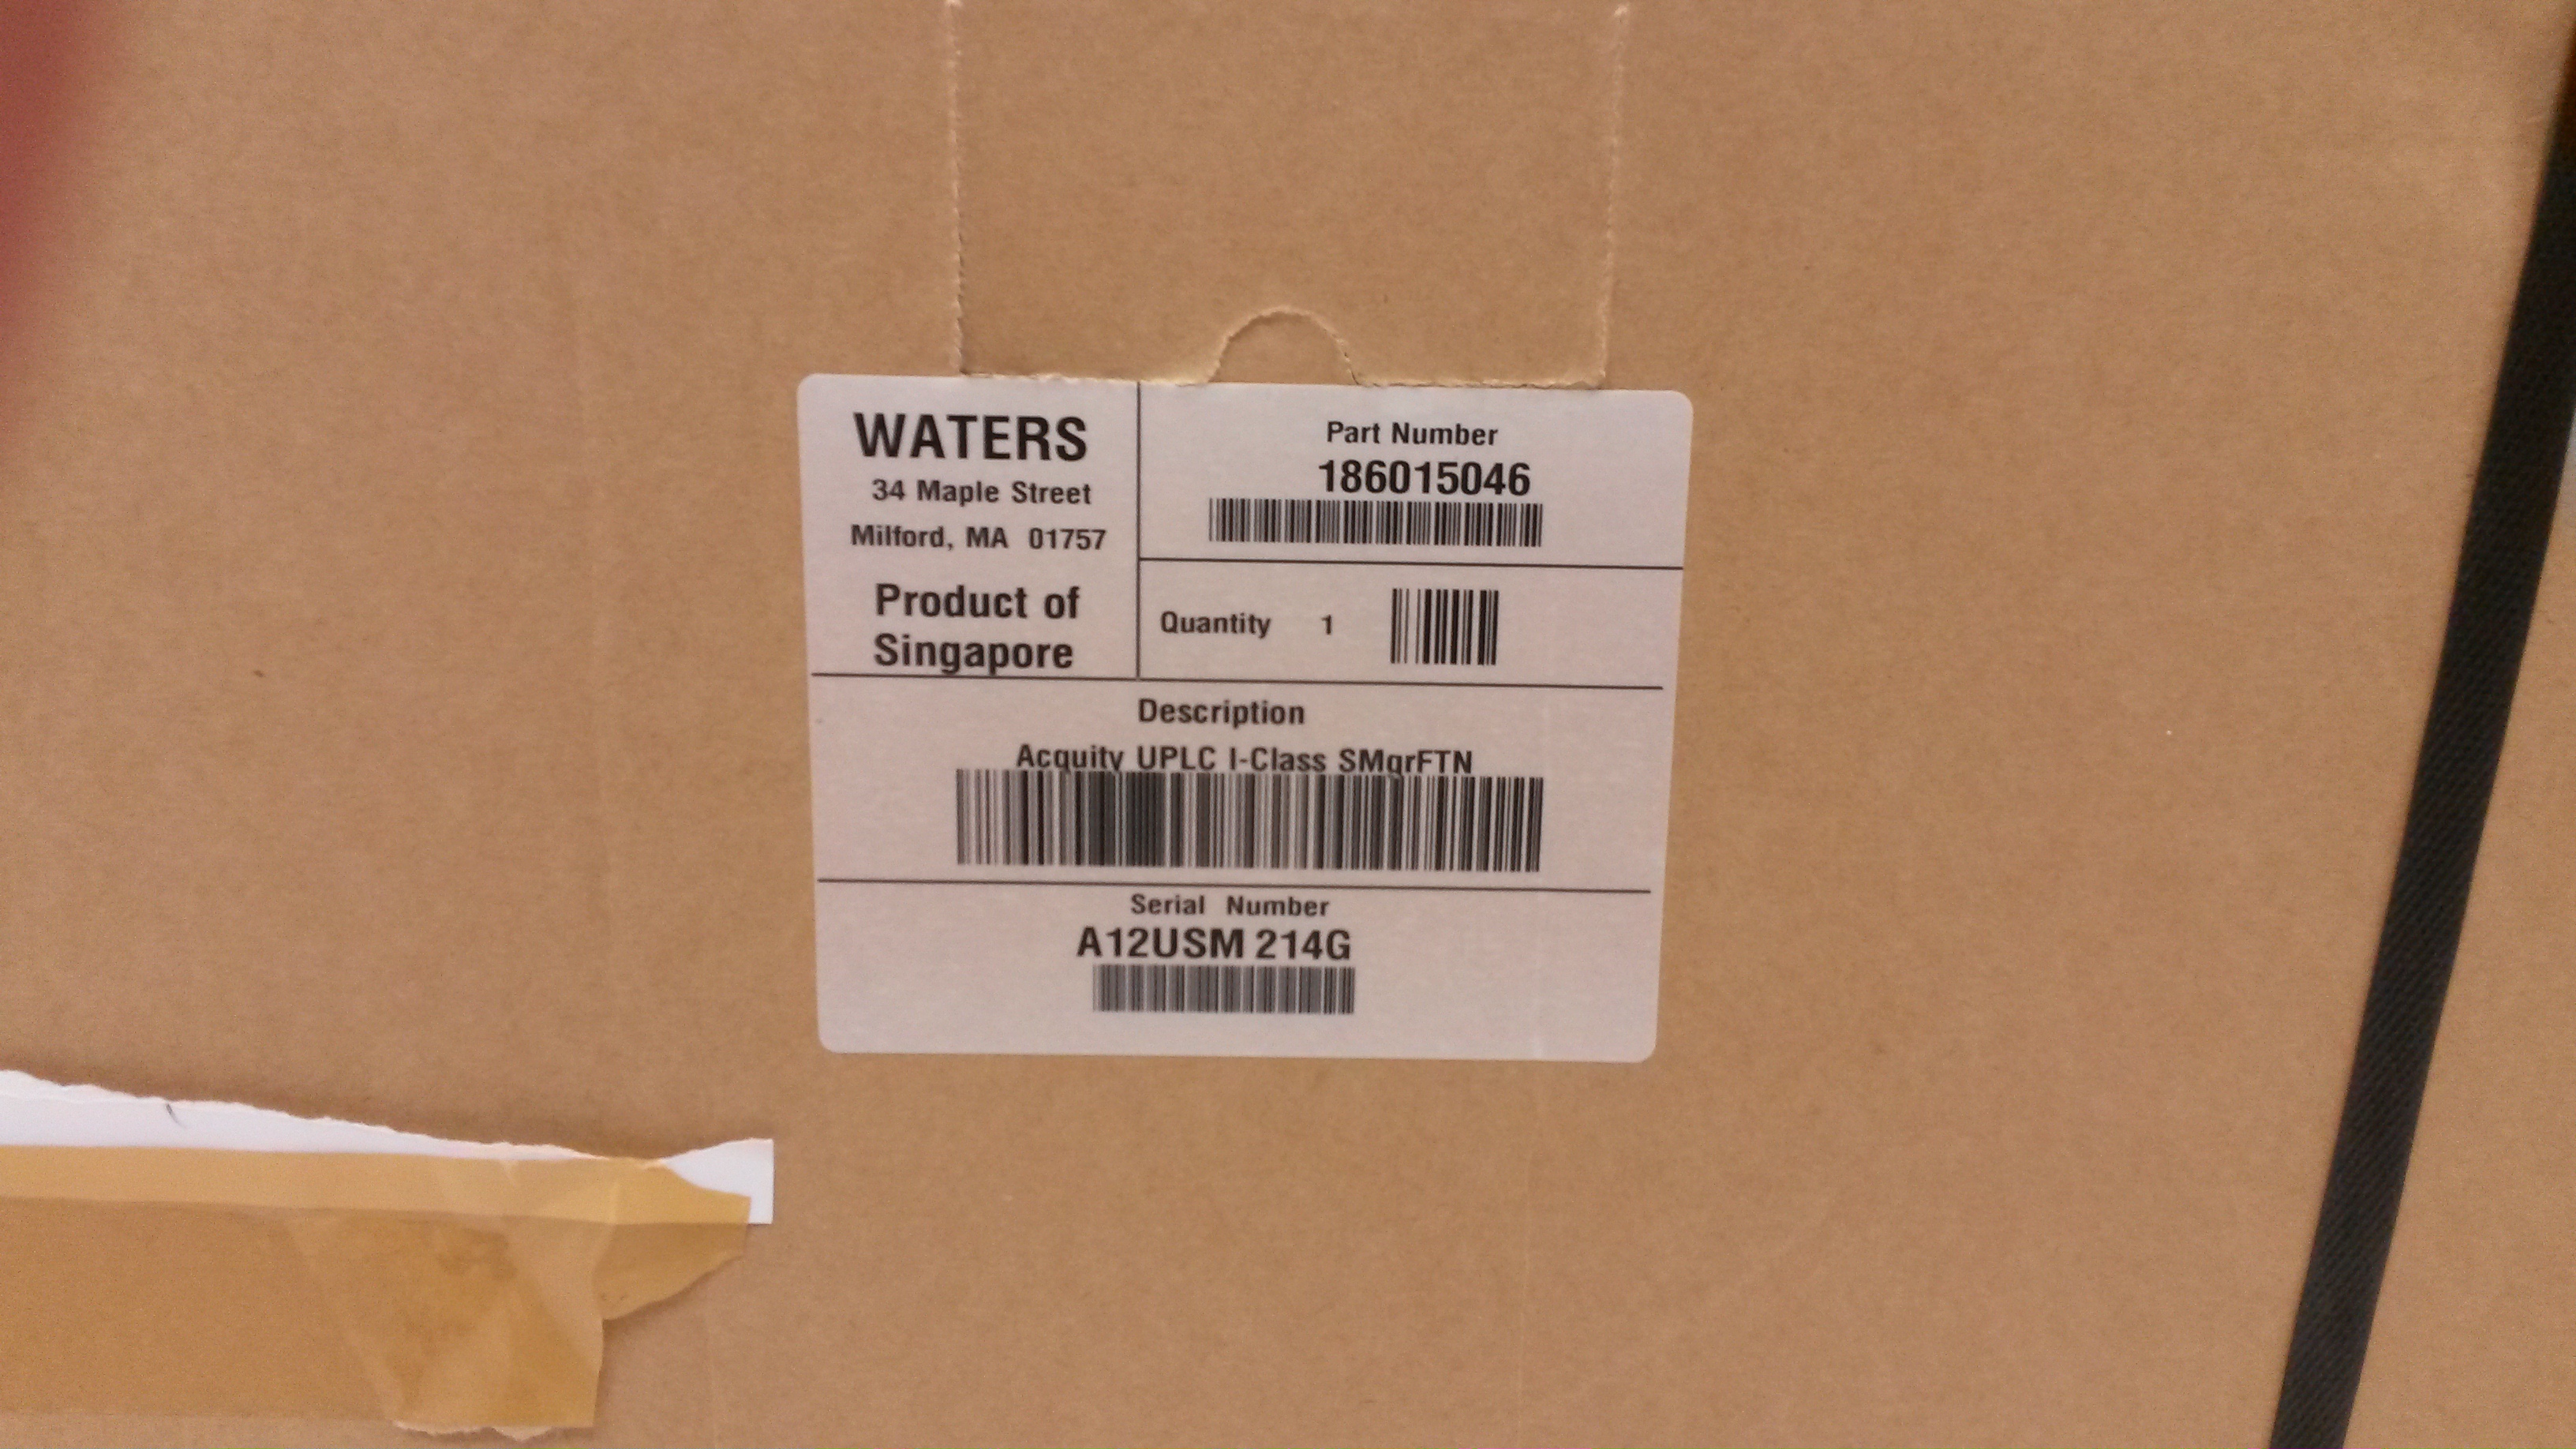 WATERS
34 Maple Street
Milford, MA 01757
Product of
Singapore
Part Number
186015046
Quantity 1
Description
Acquity UPLC I-Class SMgrFTN
Serial Number
A12USM 214G